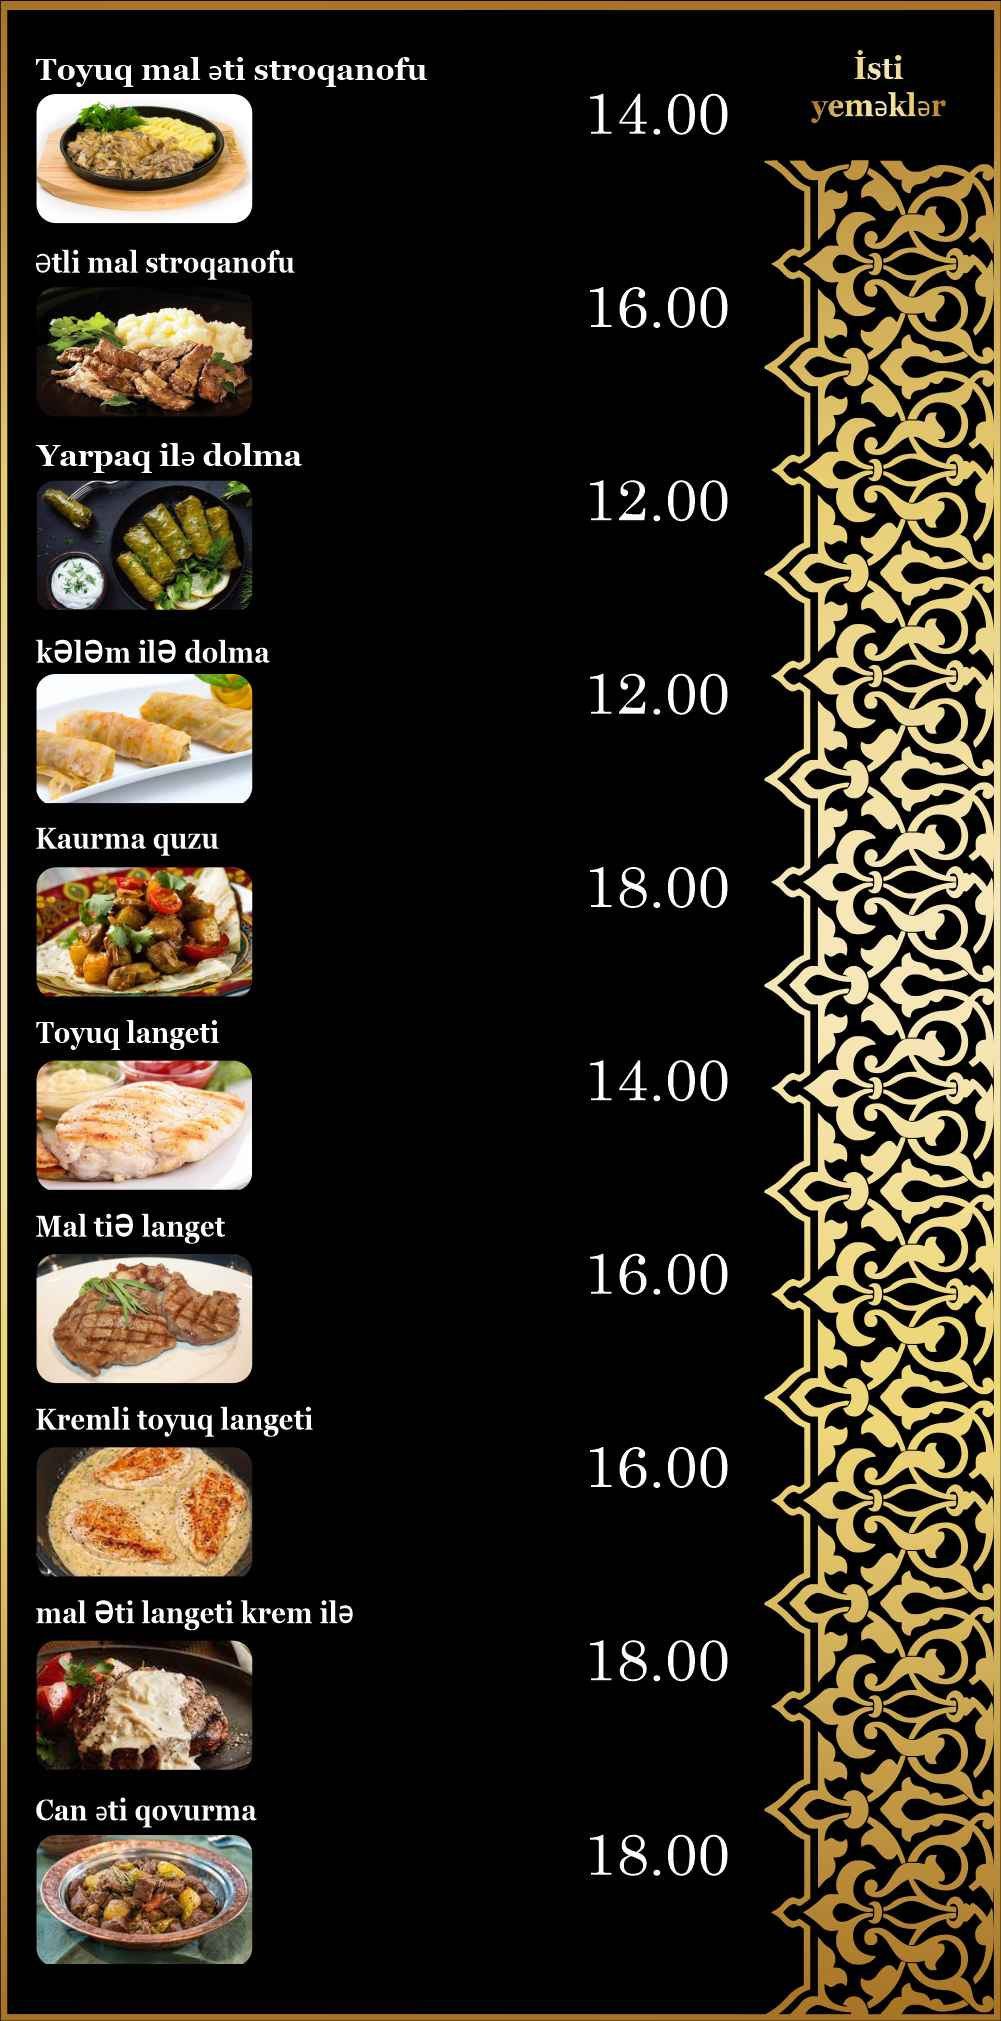 İsti
yeməklər
Toyuq mal əti stroqanofu
14.00
Ətli mal stroqanofu
16.00
Yarpaq ilə dolma
12.00
kƏlƏm ilƏ dolma
12.00
Kaurma quzu
18.00
Toyuq langeti
14.00
Mal tiƏ langet
16.00
Kremli toyuq langeti
16.00
mal Əti langeti krem ilə
18.00
Can əti qovurma
18.00